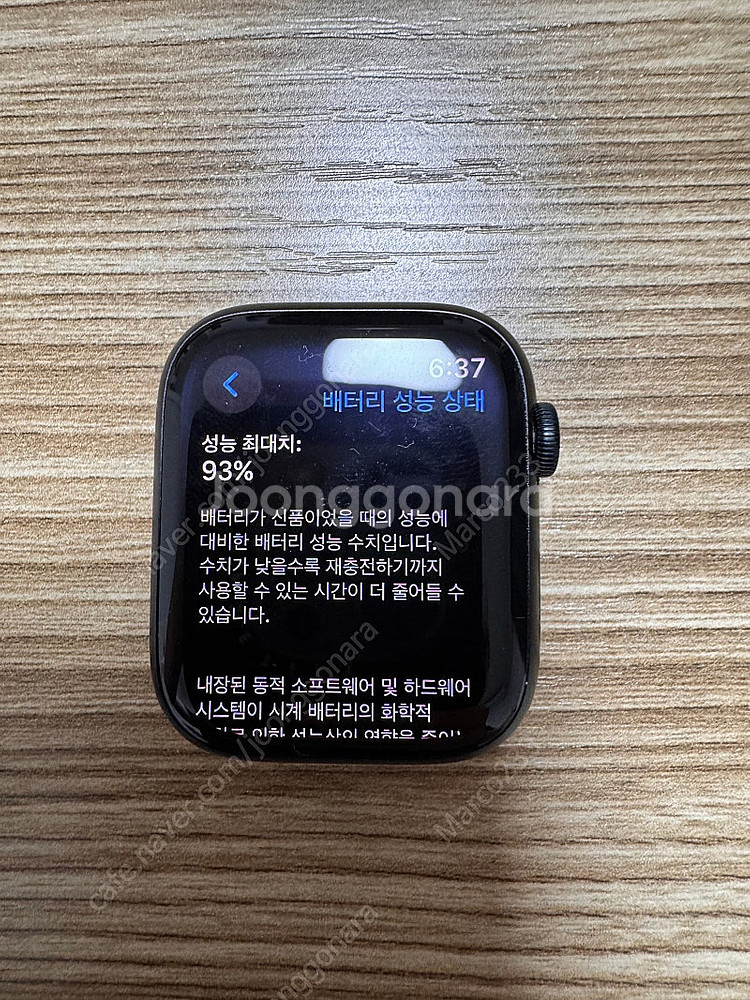 6:37
배터리 성능 상태
성능 최대치:
93%
Joonggonara
배터리가 신품이었을 때의 성능에
대비한 배터리 성능 수치입니다.
수치가 낮을수록 재충전하기까지
사용할 수 있는 시간이 더 줄어들 수
있습니다.
내장된 동적 소프트웨어 및 하드웨어
시스템이 시계 배터리의 화학적
cafe.naver.com/joonggonara